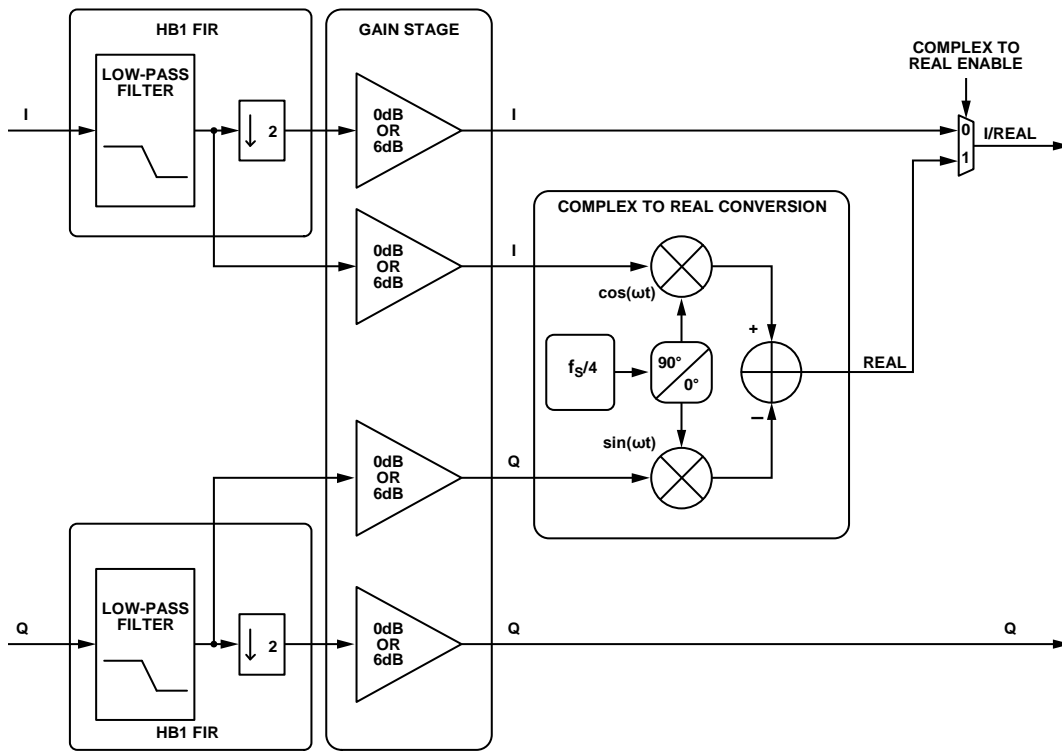 HB1 FIR
GAIN STAGE
COMPLEX TO
REAL ENABLE
LOW-PASS
FILTER
I
2
0dB
OR
6dB
I
0
1
I/REAL
0dB
OR
6dB
I
COMPLEX TO REAL CONVERSION
cos(ωt)
+
fS/4
90°
0°
REAL
–
sin(ωt)
0dB
OR
6dB
Q
LOW-PASS
FILTER
Q
2
0dB
OR
6dB
Q
Q
HB1 FIR